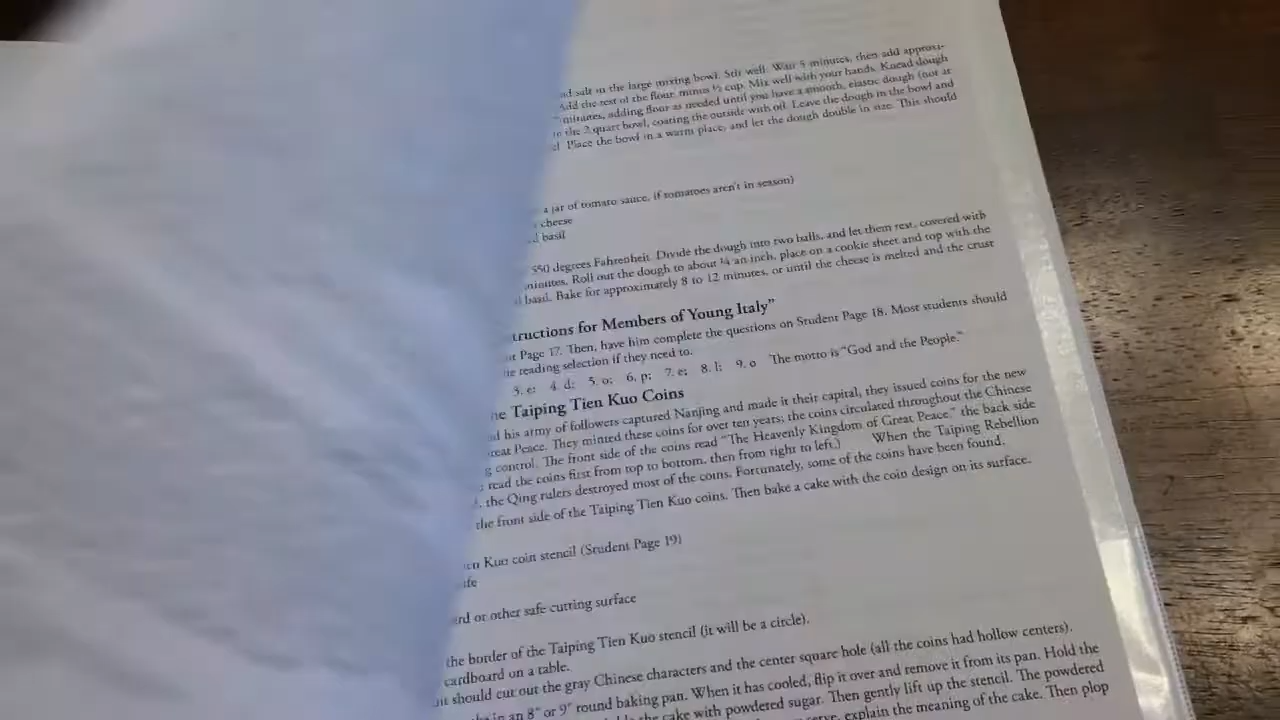 salt in the large mixing bowl. Stir well. Wait 5 minutes, then add approxi-
Add the rest of the flour, minus ½ cup. Mix well with your hands. Knead dough
minutes, adding flour as needed until you have a smooth, elastic dough (not at
the 2 quart bowl, coating the outside with oil. Leave the dough in the bowl and
Place the bowl in a warm place, and let the dough double in size. This should
a jar of tomato sauce, if tomatoes aren't in season)
cheese
basil
550 degrees Fahrenheit. Divide the dough into two balls, and let them rest, covered with
minutes. Roll out the dough to about ¼ an inch, place on a cookie sheet and top with the
basil. Bake for approximately 8 to 12 minutes, or until the cheese is melted and the crust
tructions for Members of Young Italy"
Page 17. Then, have him complete the questions on Student Page 18. Most students should
reading selection if they need to.
3. e; 4. d; 5. o; 6. p; 7. e; 8. l; 9. o The motto is "God and the People."
Taiping Tien Kuo Coins
his army of followers captured Nanjing and made it their capital, they issued coins for the new
reat Peace. They minted these coins for over ten years; the coins circulated throughout the Chinese
control. The front side of the coins read "The Heavenly Kingdom of Great Peace," the back side
read the coins first from top to bottom, then from right to left.) When the Taiping Rebellion
the Qing rulers destroyed most of the coins. Fortunately, some of the coins have been found.
the front side of the Taiping Tien Kuo coins. Then bake a cake with the coin design on its surface.
Kuo coin stencil (Student Page 19)
ife
or other safe cutting surface
the border of the Taiping Tien Kuo stencil (it will be a circle).
cardboard on a table.
should cut out the gray Chinese characters and the center square hole (all the coins had hollow centers).
in an 8" or 9" round baking pan. When it has cooled, flip it over and remove it from its pan. Hold the
the cake with powdered sugar. Then gently lift up the stencil. The powdered
explain the meaning of the cake. Then plop